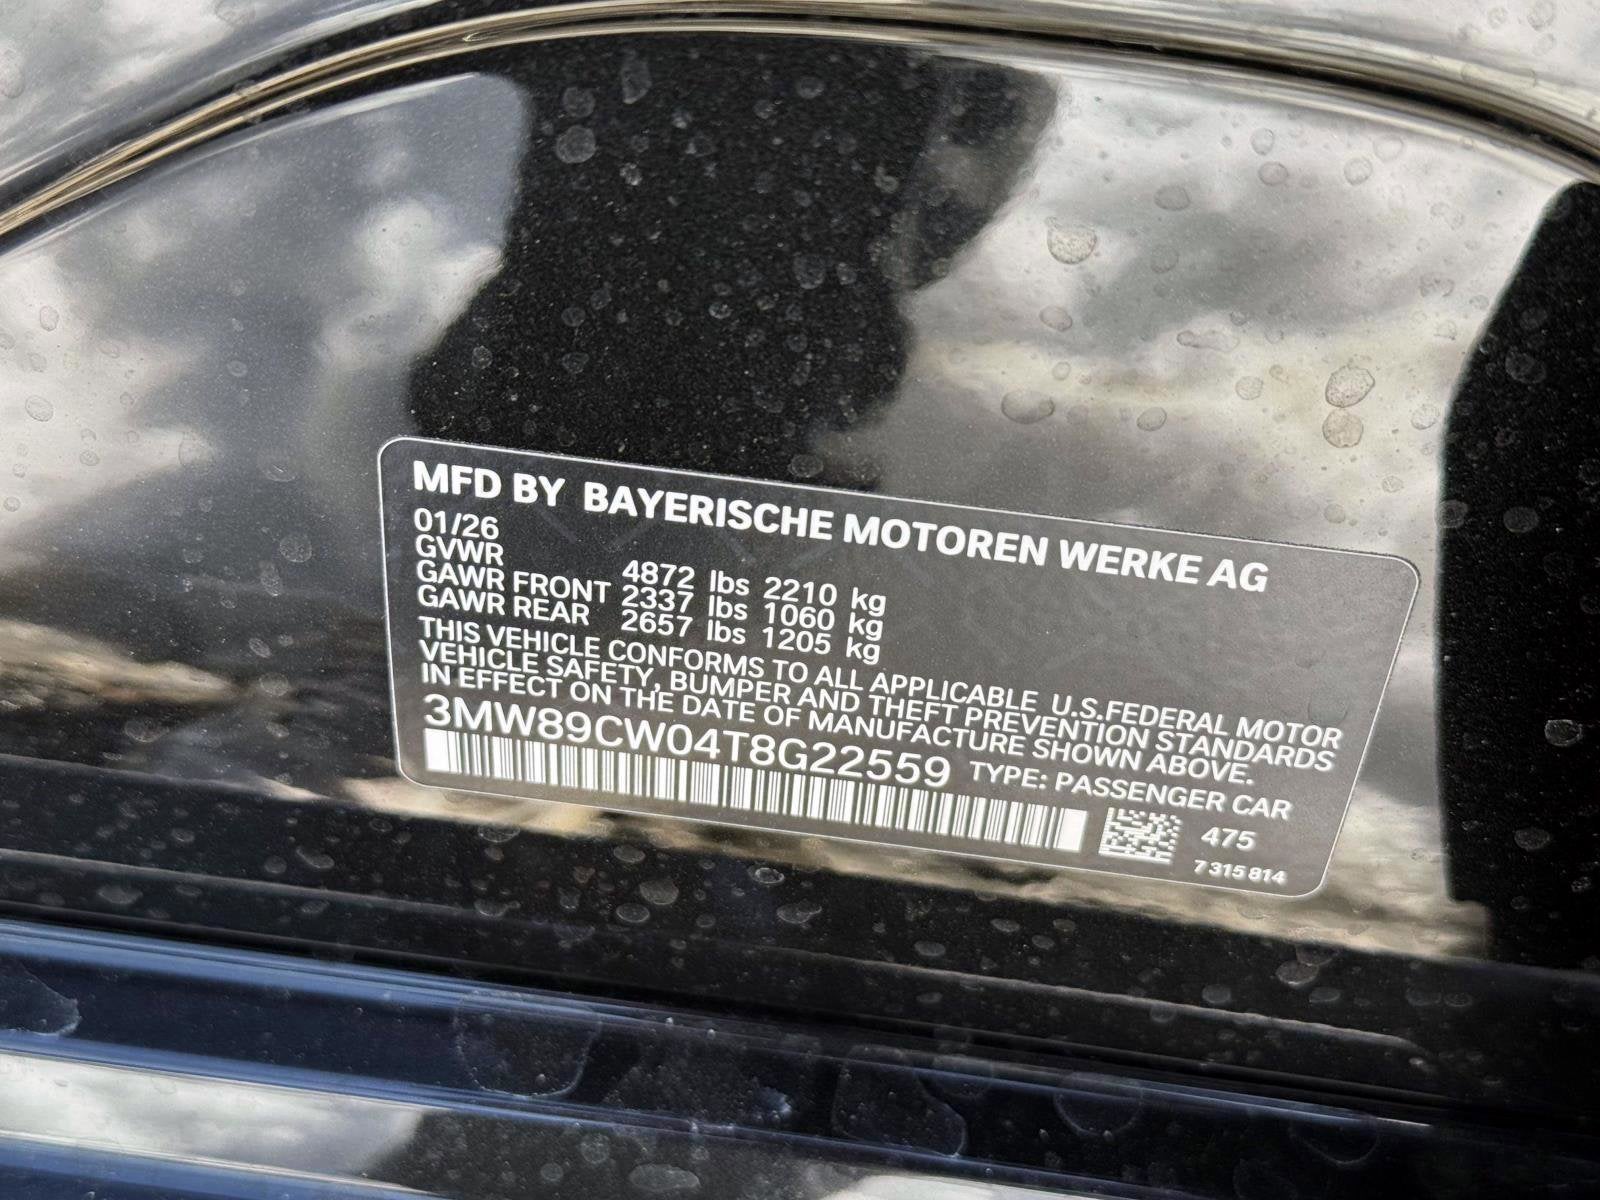 MFD BY BAYERISCHE MOTOREN WERKE AG
01/26
GVWR 4872 lbs 2210 kg
GAWR FRONT 2337 lbs 1060 kg
GAWR REAR 2657 lbs 1205 kg
THIS VEHICLE CONFORMS TO ALL APPLICABLE U.S.FEDERAL MOTOR
VEHICLE SAFETY, BUMPER AND THEFT PREVENTION STANDARDS
IN EFFECT ON THE DATE OF MANUFACTURE SHOWN ABOVE.
3MW89CW04T8G22559 TYPE: PASSENGER CAR
475
7 315 814